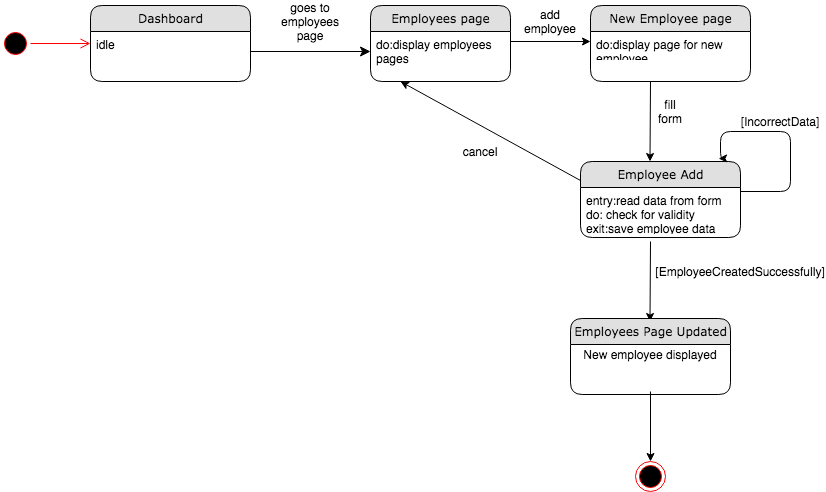 Dashboard
idle
goes to
employees
page
Employees page
do:display employees
pages
add
employee
New Employee page
do:display page for new
employee
fill
form
[IncorrectData]
cancel
Employee Add
entry:read data from form
do: check for validity
exit:save employee data
[EmployeeCreatedSuccessfully]
Employees Page Updated
New employee displayed